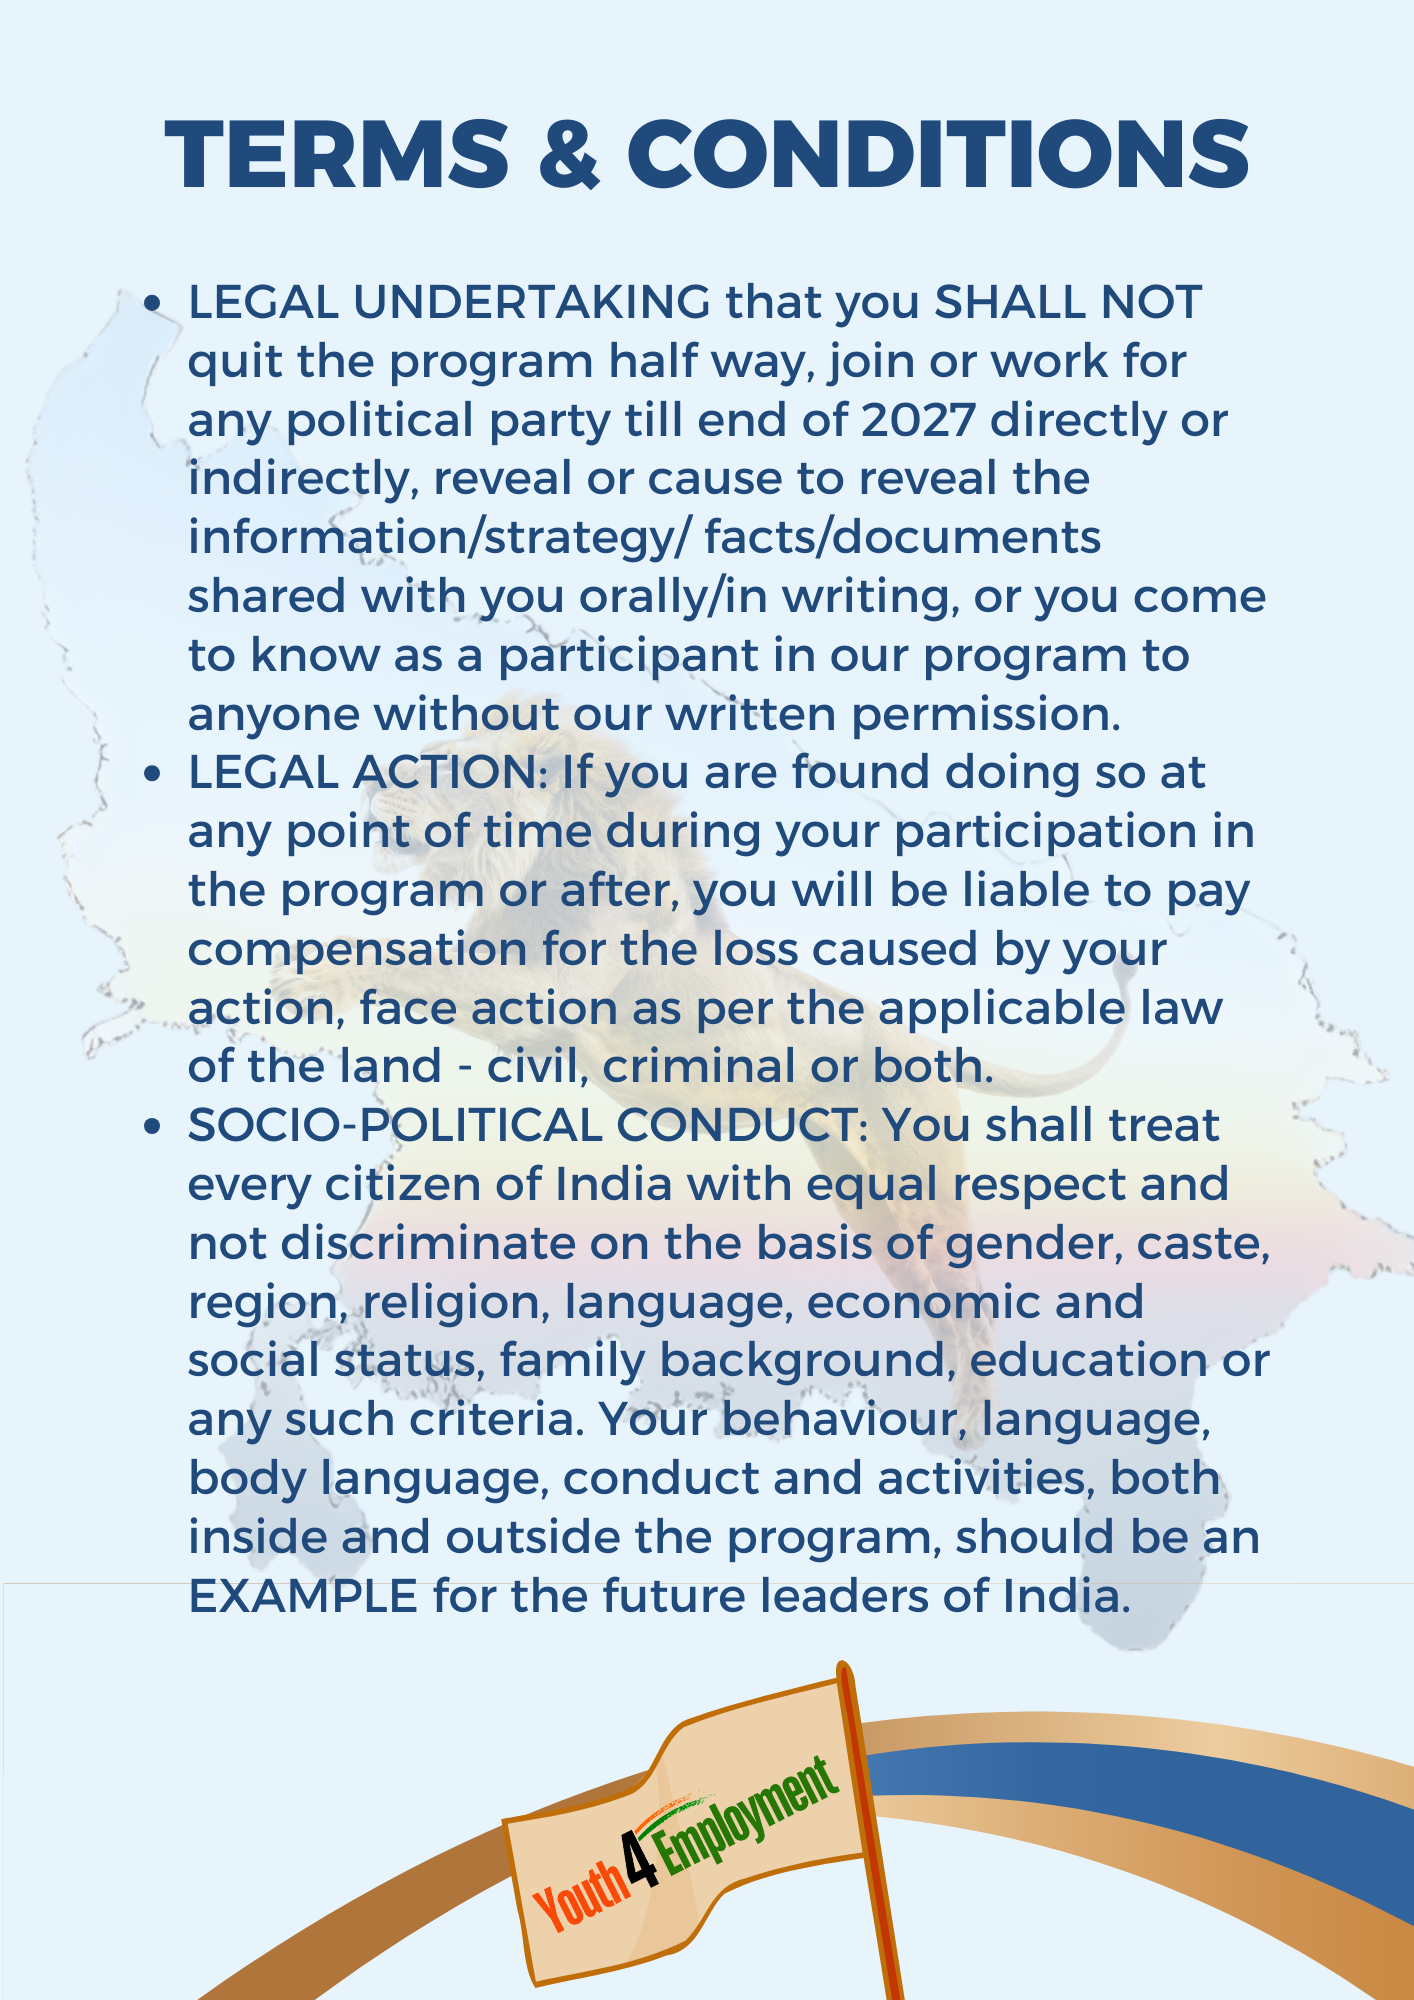 TERMS & CONDITIONS
• LEGAL UNDERTAKING that you SHALL NOT
quit the program half way, join or work for
any political party till end of 2027 directly or
indirectly, reveal or cause to reveal the
information/strategy/ facts/documents
shared with you orally/in writing, or you come
to know as a participant in our program to
anyone without our written permission.
• LEGAL ACTION: If you are found doing so at
any point of time during your participation in
the program or after, you will be liable to pay
compensation for the loss caused by your
action, face action as per the applicable law
of the land - civil, criminal or both.
• SOCIO-POLITICAL CONDUCT: You shall treat
every citizen of India with equal respect and
not discriminate on the basis of gender, caste,
region, religion, language, economic and
social status, family background, education or
any such criteria. Your behaviour, language,
body language, conduct and activities, both
inside and outside the program, should be an
EXAMPLE for the future leaders of India.
Youth4Employment